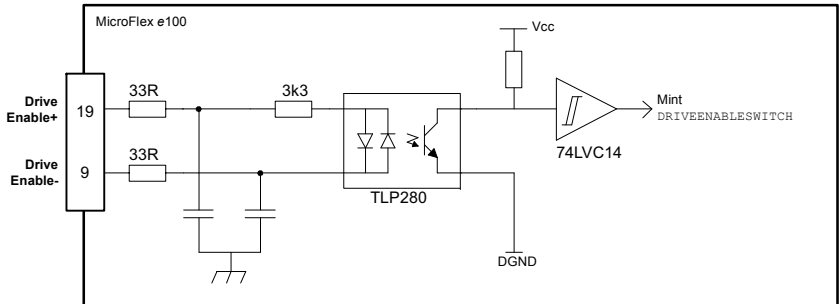 MicroFlex e100
Vcc
33R
3k3
Drive
Enable+
19
Mint
DRIVEENABLESWITCH
74LVC14
Drive
Enable-
9
33R
TLP280
DGND